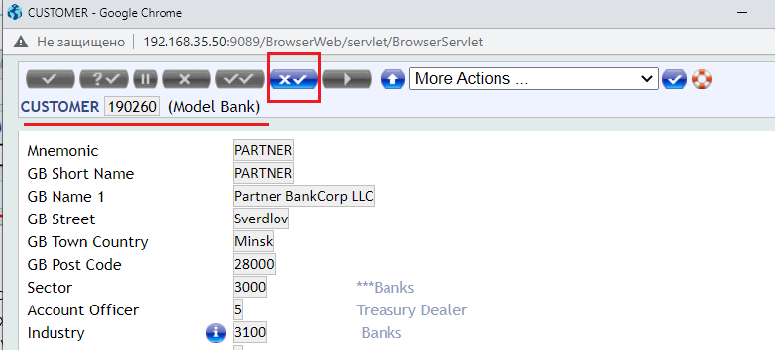 CUSTOMER - Google Chrome
Не защищено 192.168.35.50:9089/BrowserWeb/servlet/BrowserServlet
More Actions ...
CUSTOMER 190260 (Model Bank)
Mnemonic PARTNER
GB Short Name PARTNER
GB Name 1 Partner BankCorp LLC
GB Street Sverdlov
GB Town Country Minsk
GB Post Code 28000
Sector 3000 ***Banks
Account Officer 5 Treasury Dealer
Industry 3100 Banks